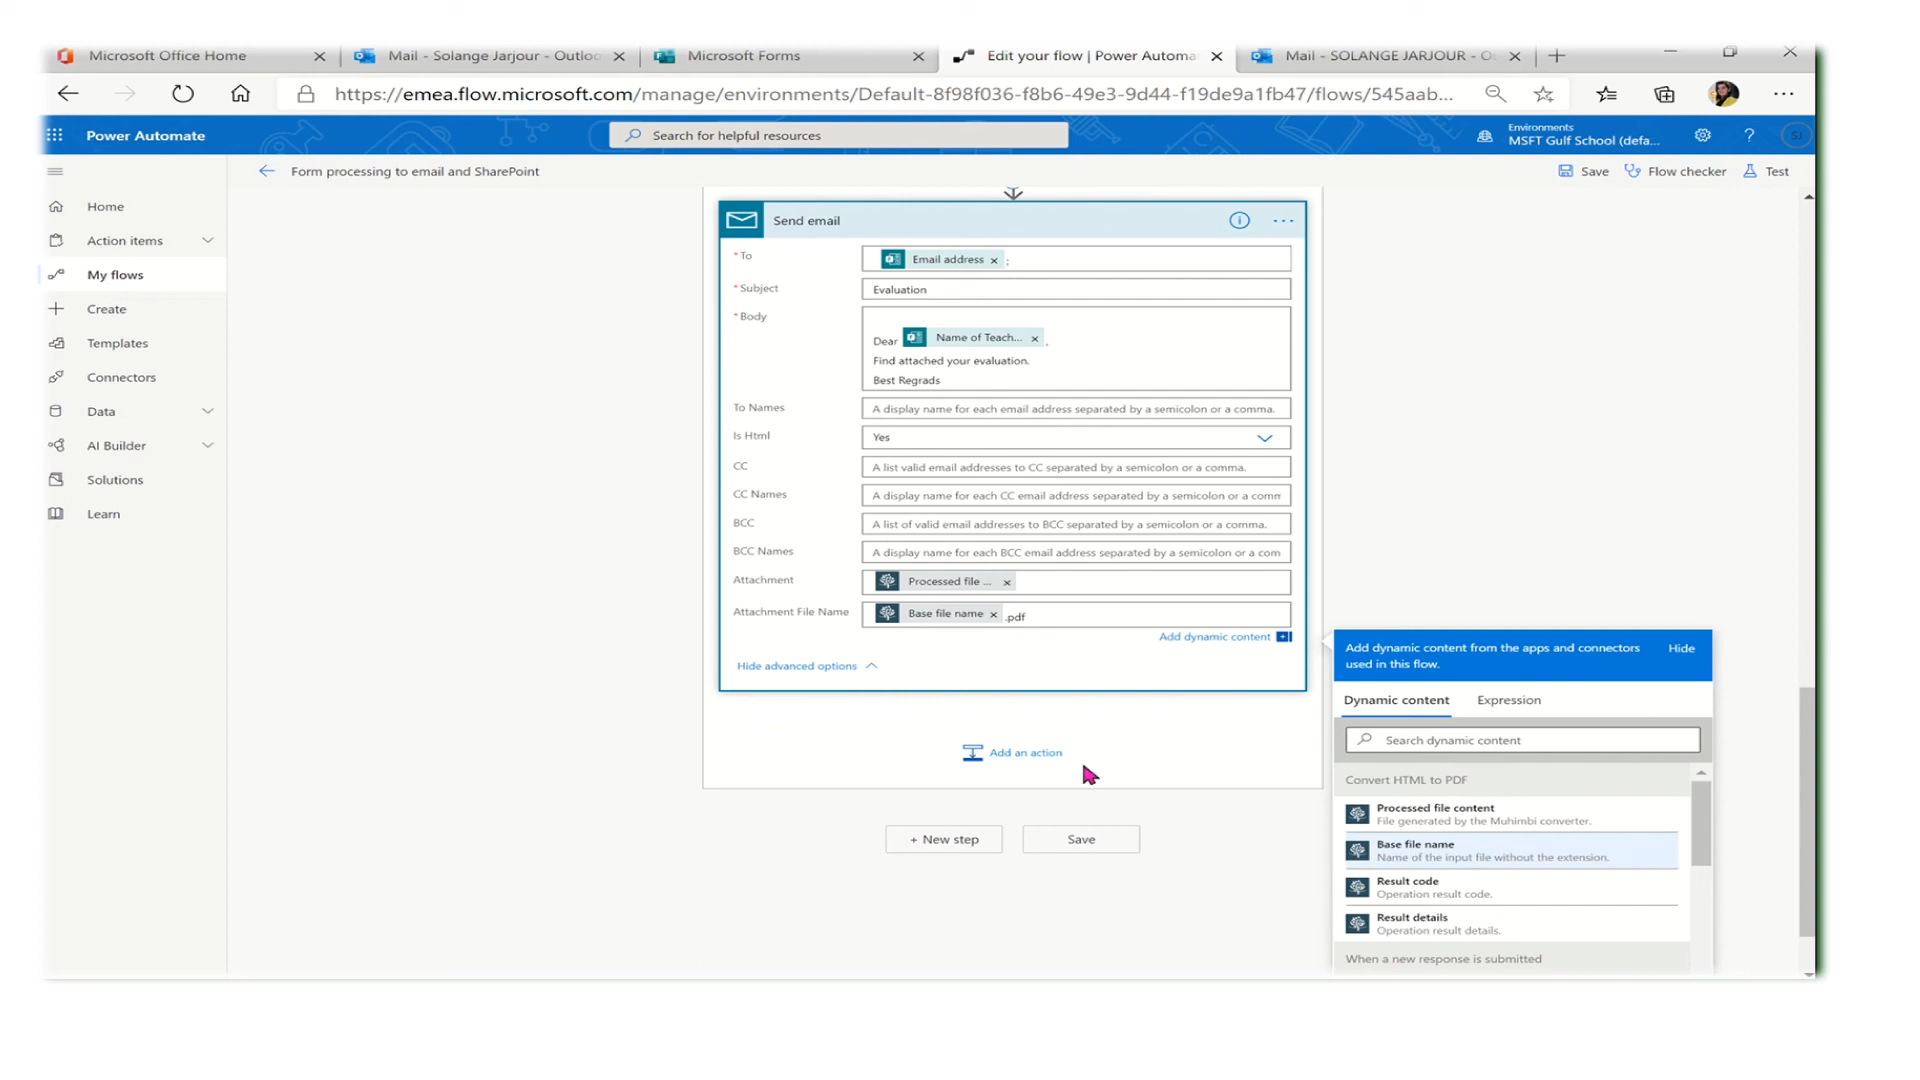 Microsoft Office Home
Mail - Solange Jarjour - Outloo
Microsoft Forms
Edit your flow | Power Automa
Mail - SOLANGE JARJOUR - O
https://emea.flow.microsoft.com/manage/environments/Default-8f98f036-f8b6-49e3-9d44-f19de9a1fb47/flows/545aab...
Power Automate
Search for helpful resources
Environments
MSFT Gulf School (defa...
?
SJ
Form processing to email and SharePoint
Save
Flow checker
Test
Home
Action items
My flows
Create
Templates
Connectors
Data
AI Builder
Solutions
Learn
Send email
* To
Email address ;
* Subject
Evaluation
* Body
Dear Name of Teach... ,
Find attached your evaluation.
Best Regrads
To Names
A display name for each email address separated by a semicolon or a comma.
Is Html
Yes
CC
A list valid email addresses to CC separated by a semicolon or a comma.
CC Names
A display name for each CC email address separated by a semicolon or a comm
BCC
A list of valid email addresses to BCC separated by a semicolon or a comma.
BCC Names
A display name for each BCC email address separated by a semicolon or a com
Attachment
Processed file ...
Attachment File Name
Base file name .pdf
Add dynamic content
Hide advanced options
Add an action
+ New step
Save
Add dynamic content from the apps and connectors
used in this flow.
Hide
Dynamic content
Expression
Search dynamic content
Convert HTML to PDF
Processed file content
File generated by the Muhimbi converter.
Base file name
Name of the input file without the extension.
Result code
Operation result code.
Result details
Operation result details.
When a new response is submitted